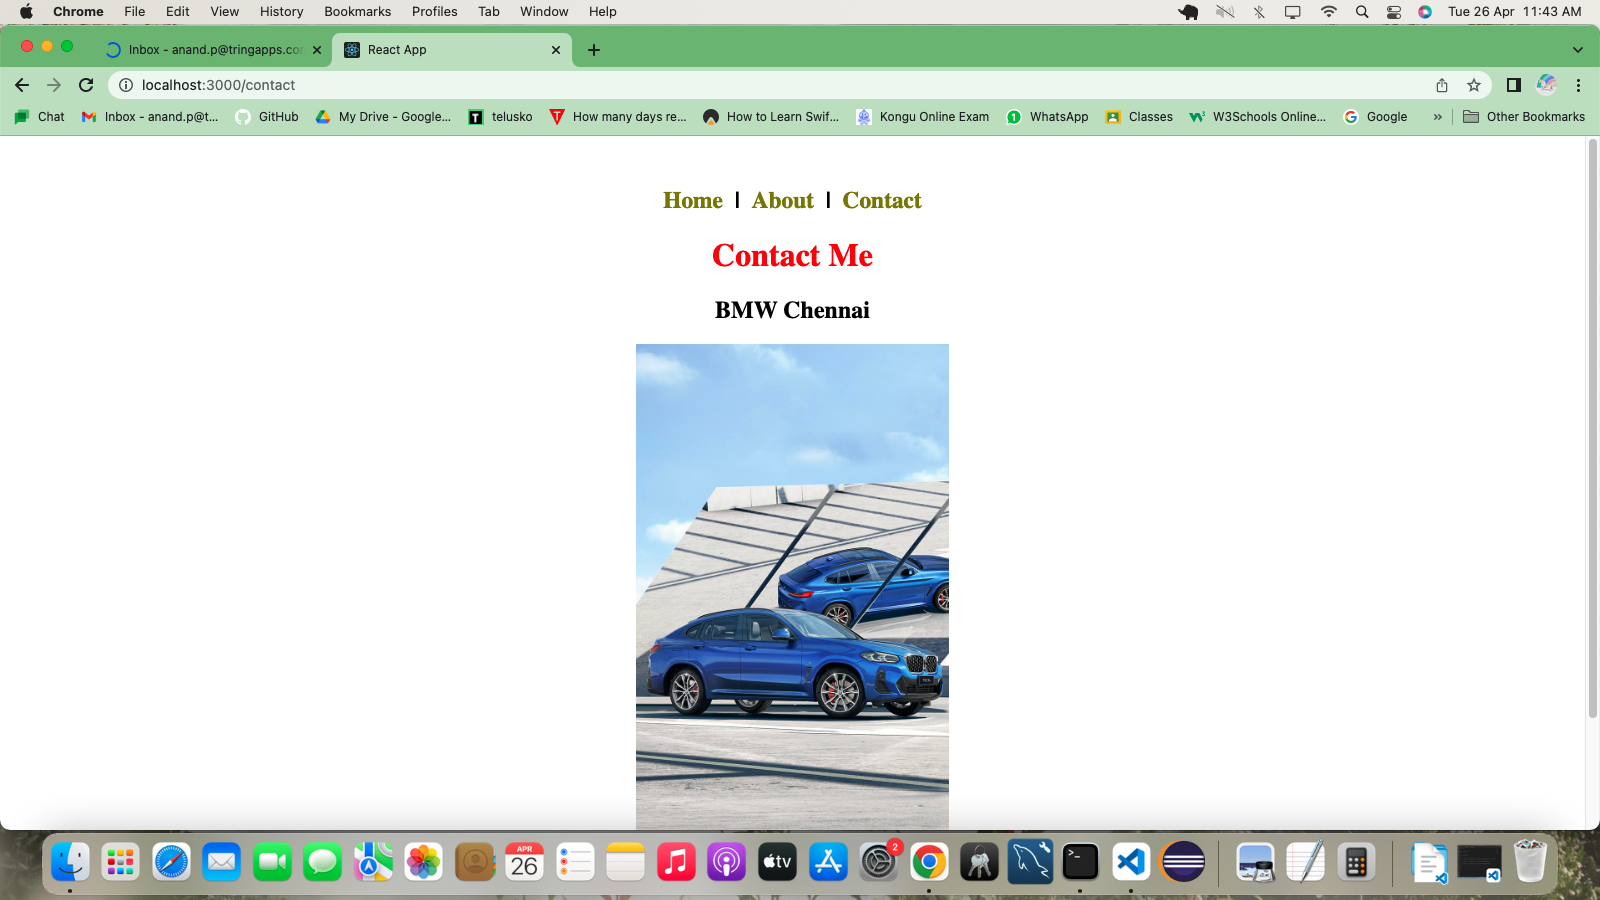 Chrome File Edit View History Bookmarks Profiles Tab Window Help Tue 26 Apr 11:43 AM
Inbox - anand.p@tringapps.co React App
localhost:3000/contact
Chat Inbox - anand.p@t... GitHub My Drive - Google... T telusko T How many days re... How to Learn Swif... Kongu Online Exam 1 WhatsApp Classes W3Schools Online... Google » Other Bookmarks
Home | About | Contact
Contact Me
BMW Chennai
APR
26
tv
2
>_